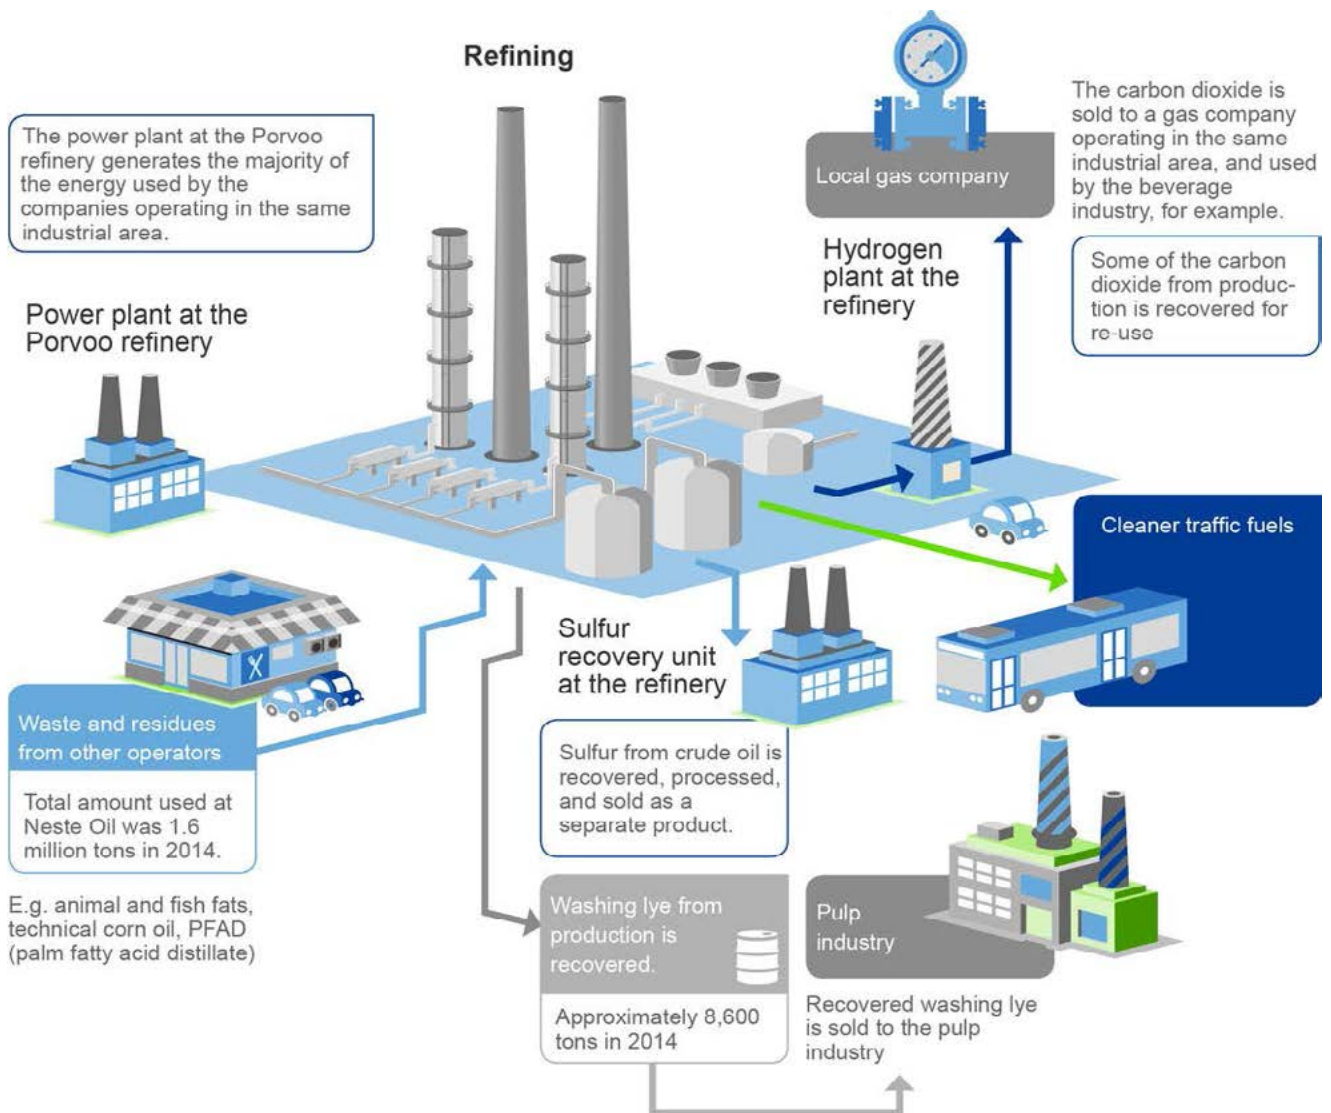 Refining
The power plant at the Porvoo
refinery generates the majority of
the energy used by the
companies operating in the same
industrial area.
Power plant at the
Porvoo refinery
Local gas company
The carbon dioxide is
sold to a gas company
operating in the same
industrial area, and used
by the beverage
industry, for example.
Hydrogen
plant at the
refinery
Some of the carbon
dioxide from produc-
tion is recovered for
re-use
Cleaner traffic fuels
Waste and residues
from other operators
Total amount used at
Neste Oil was 1.6
million tons in 2014.
E.g. animal and fish fats,
technical corn oil, PFAD
(palm fatty acid distillate)
Sulfur
recovery unit
at the refinery
Sulfur from crude oil is
recovered, processed,
and sold as a
separate product.
Washing lye from
production is
recovered.
Approximately 8,600
tons in 2014
Pulp
industry
Recovered washing lye
is sold to the pulp
industry